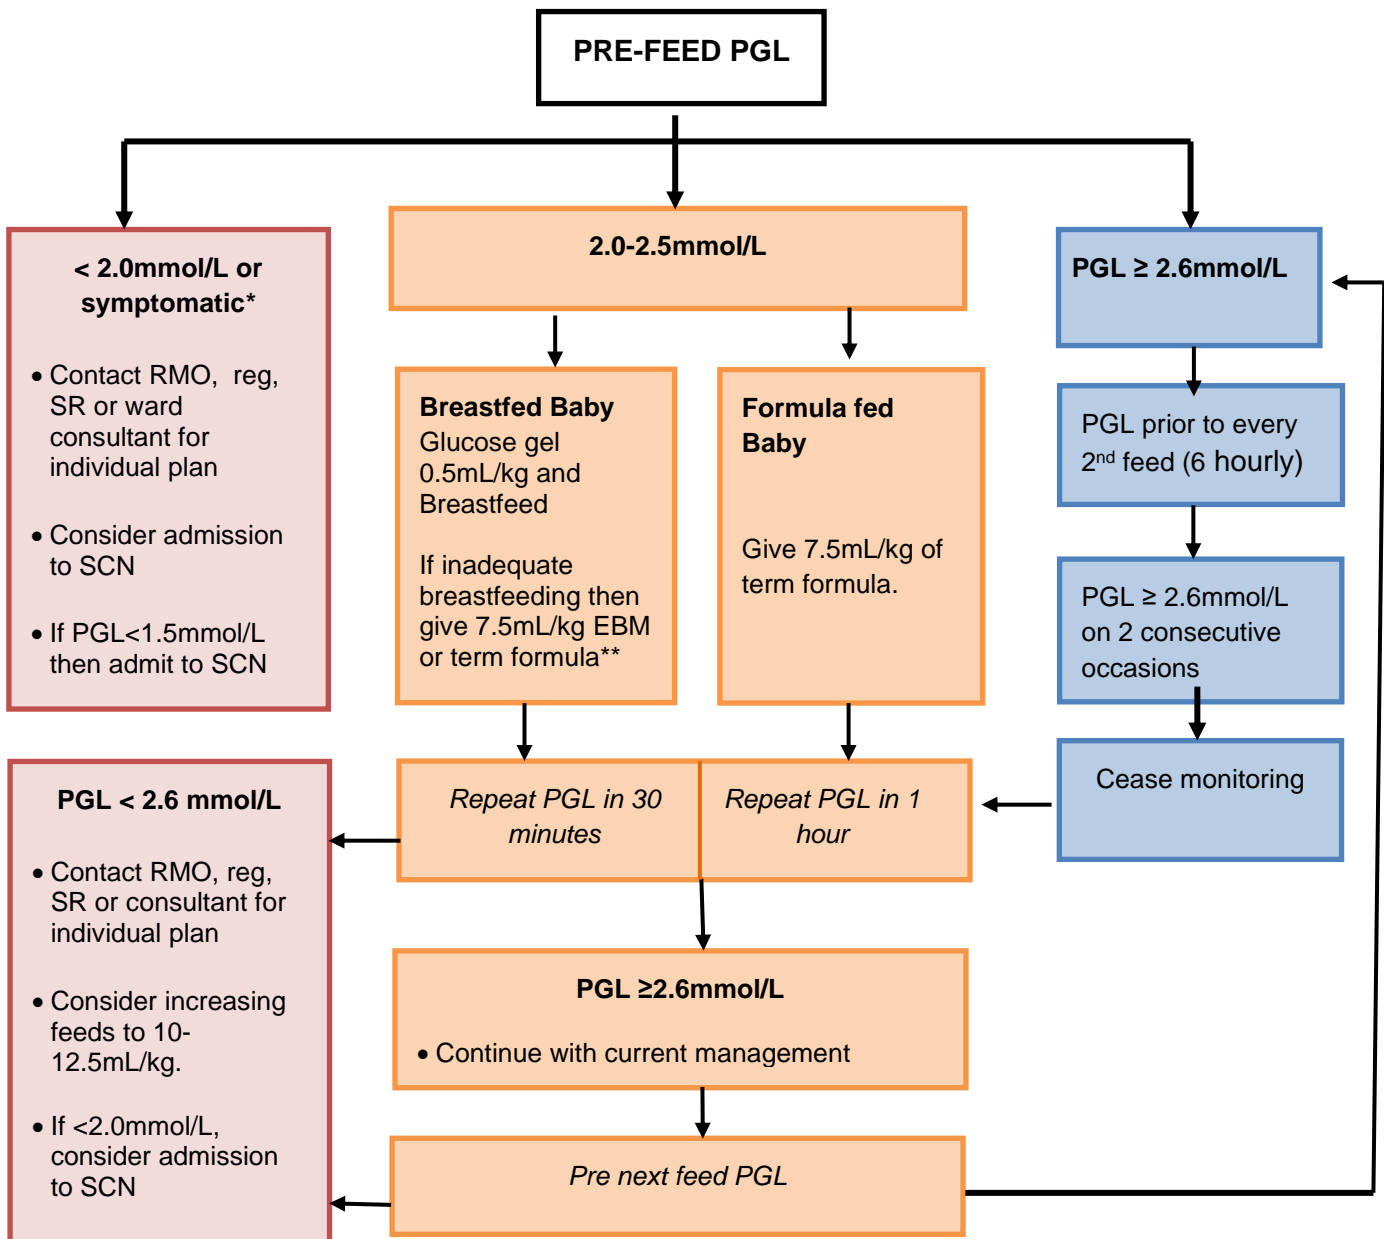 PRE-FEED PGL
< 2.0mmol/L or
symptomatic*
• Contact RMO, reg,
SR or ward
consultant for
individual plan
• Consider admission
to SCN
• If PGL<1.5mmol/L
then admit to SCN
2.0-2.5mmol/L
Breastfed Baby
Glucose gel
0.5mL/kg and
Breastfeed
If inadequate
breastfeeding then
give 7.5mL/kg EBM
or term formula**
Formula fed
Baby
Give 7.5mL/kg of
term formula.
PGL ≥ 2.6mmol/L
PGL prior to every
2nd feed (6 hourly)
PGL ≥ 2.6mmol/L
on 2 consecutive
occasions
Cease monitoring
Repeat PGL in 30
minutes
Repeat PGL in 1
hour
PGL < 2.6 mmol/L
• Contact RMO, reg,
SR or consultant for
individual plan
• Consider increasing
feeds to 10-
12.5mL/kg.
• If <2.0mmol/L,
consider admission
to SCN
PGL ≥2.6mmol/L
• Continue with current management
Pre next feed PGL